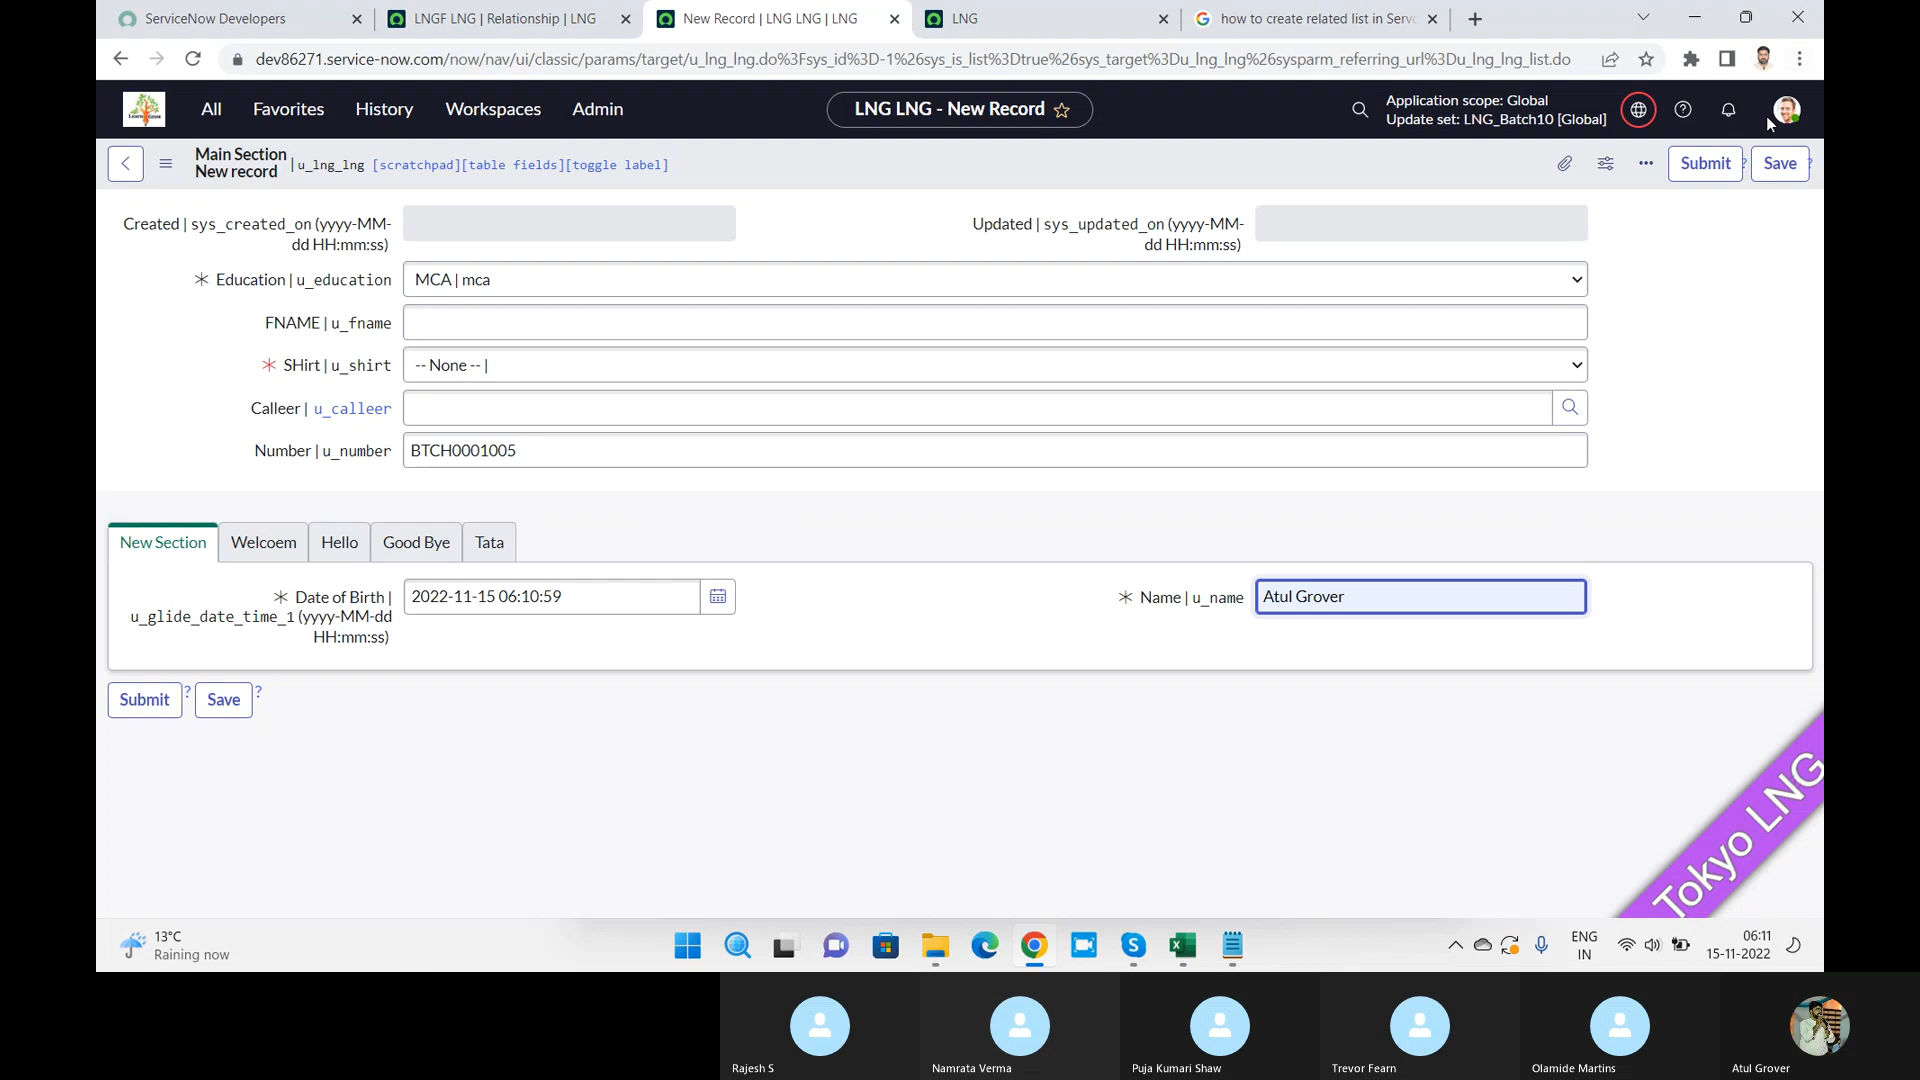 ServiceNow Developers
LNGF LNG | Relationship | LNG
New Record | LNG LNG | LNG
LNG
how to create related list in Serv
dev86271.service-now.com/now/nav/ui/classic/params/target/u_lng_lng.do%3Fsys_id%3D-1%26sys_is_list%3Dtrue%26sys_target%3Du_lng_lng%26sysparm_referring_url%3Du_lng_lng_list.do
All
Favorites
History
Workspaces
Admin
LNG LNG - New Record
Application scope: Global
Update set: LNG_Batch10 [Global]
Main Section
New record
| u_lng_lng [scratchpad][table fields][toggle label]
Submit ?
Save ?
Created | sys_created_on (yyyy-MM-
dd HH:mm:ss)
Updated | sys_updated_on (yyyy-MM-
dd HH:mm:ss)
Education | u_education
MCA | mca
FNAME | u_fname
SHirt | u_shirt
-- None -- |
Calleer | u_calleer
Number | u_number
BTCH0001005
New Section
Welcoem
Hello
Good Bye
Tata
Date of Birth |
u_glide_date_time_1 (yyyy-MM-dd
HH:mm:ss)
2022-11-15 06:10:59
Name | u_name
Atul Grover
Submit ?
Save ?
Tokyo LNG
13°C
Raining now
ENG
IN
06:11
15-11-2022
Rajesh S
Namrata Verma
Puja Kumari Shaw
Trevor Fearn
Olamide Martins
Atul Grover